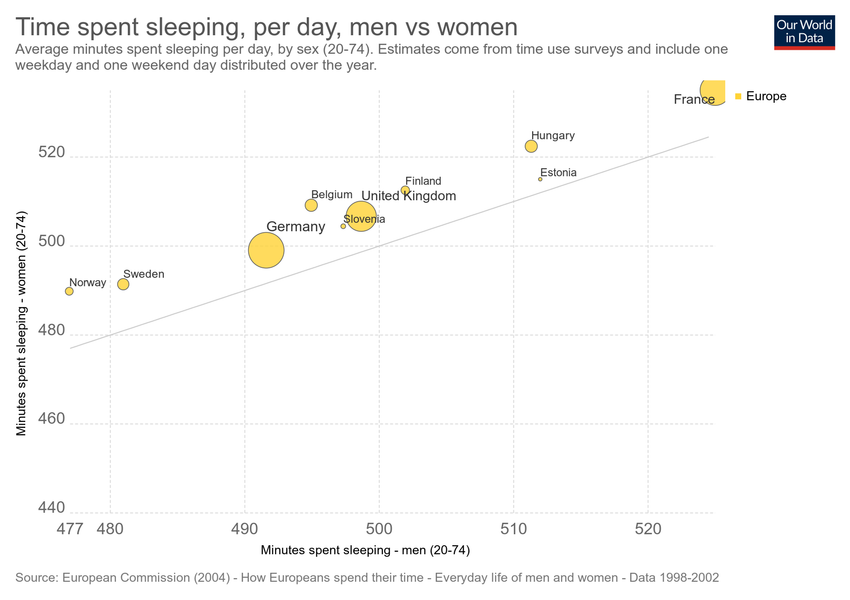 Time spent sleeping, per day, men vs women
Average minutes spent sleeping per day, by sex (20-74). Estimates come from time use surveys and include one
weekday and one weekend day distributed over the year.
Our World
in Data
France
Europe
Hungary
520
Estonia
Finland
Belgium
United Kingdom
Slovenia
Germany
500
Sweden
Norway
480
460
440
Minutes spent sleeping - women (20-74)
477
480
490
500
510
520
Minutes spent sleeping - men (20-74)
Source: European Commission (2004) - How Europeans spend their time - Everyday life of men and women - Data 1998-2002